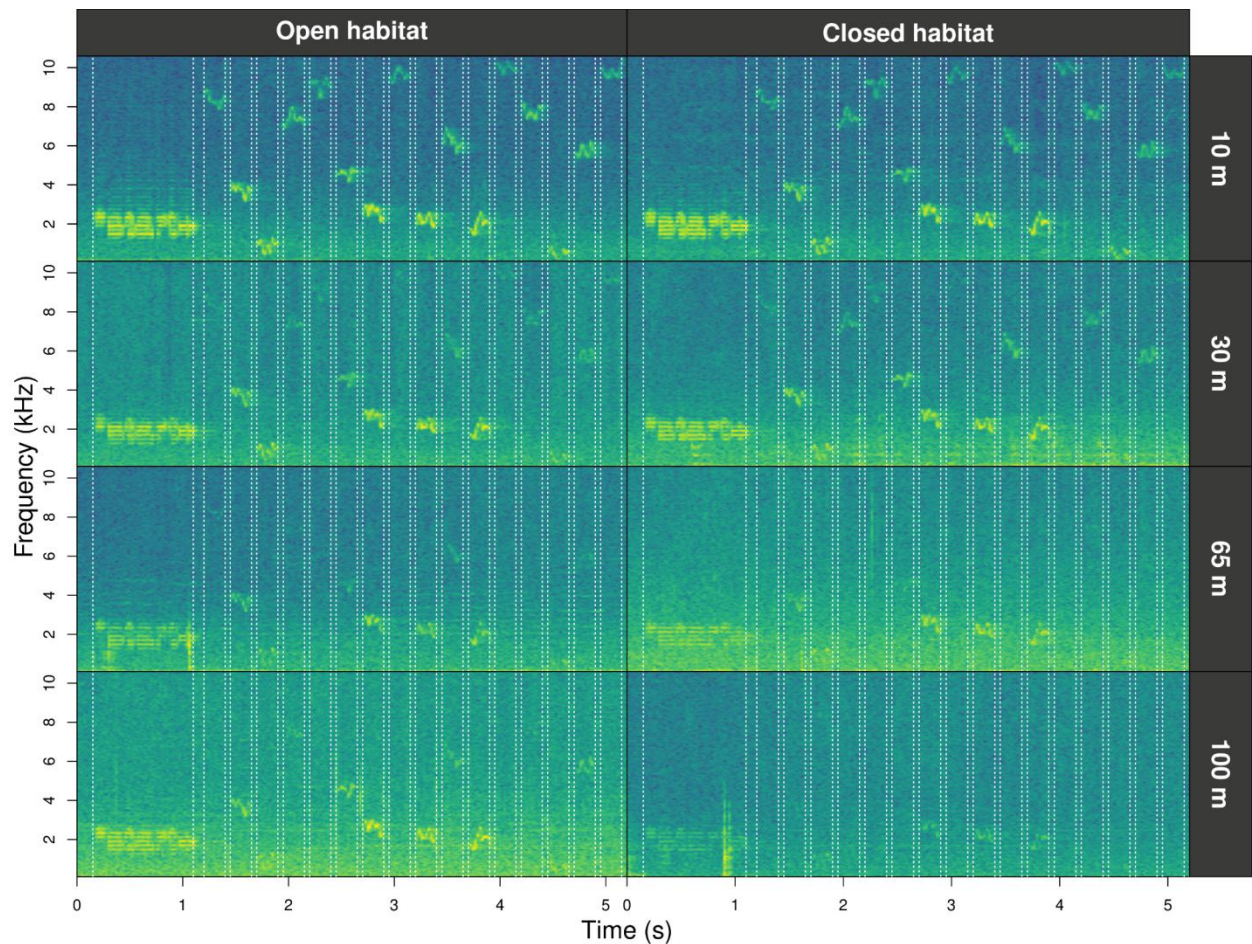 Open habitat Closed habitat
10 8 6 4 2 10 m
10 8 6 4 2 30 m
Frequency (kHz)
10 8 6 4 2 65 m
10 8 6 4 2 100 m
0 1 2 3 4 5 0 1 2 3 4 5
Time (s)